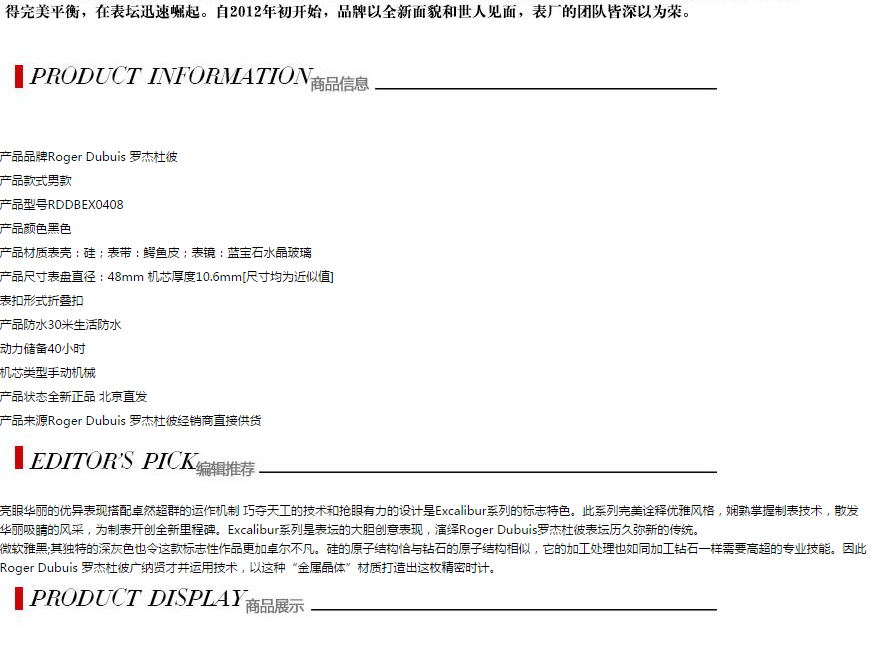 得完美平衡，在表坛迅速崛起。自2012年初开始，品牌以全新面貌和世人见面，表厂的团队皆深以为荣。
PRODUCT INFORMATION商品信息
产品品牌Roger Dubuis 罗杰杜彼
产品款式男款
产品型号RDDBEX0408
产品颜色黑色
产品材质表壳：硅；表带：鳄鱼皮；表镜：蓝宝石水晶玻璃
产品尺寸表盘直径：48mm 机芯厚度10.6mm[尺寸均为近似值]
表扣形式折叠扣
产品防水30米生活防水
动力储备40小时
机芯类型手动机械
产品状态全新正品 北京直发
产品来源Roger Dubuis 罗杰杜彼经销商直接供货
EDITOR'S PICK编辑推荐
亮眼华丽的优异表现搭配卓然超群的运作机制 巧夺天工的技术和抢眼有力的设计是Excalibur系列的标志特色。此系列完美诠释优雅风格，娴熟掌握制表技术，散发
华丽吸睛的风采，为制表开创全新里程碑。Excalibur系列是表坛的大胆创意表现，演绎Roger Dubuis罗杰杜彼表坛历久弥新的传统。
微软雅黑;其独特的深灰色也令这款标志性作品更加卓尔不凡。硅的原子结构恰与钻石的原子结构相似，它的加工处理也如同加工钻石一样需要高超的专业技能。因此
Roger Dubuis 罗杰杜彼广纳贤才并运用技术，以这种“金属晶体”材质打造出这枚精密时计。
PRODUCT DISPLAY商品展示